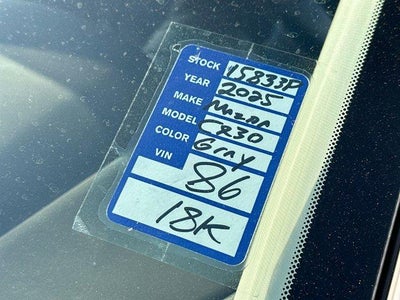 STOCK 15833P
YEAR 2025
MAKE Mazda
MODEL CX30
COLOR Gray
VIN 86
18K